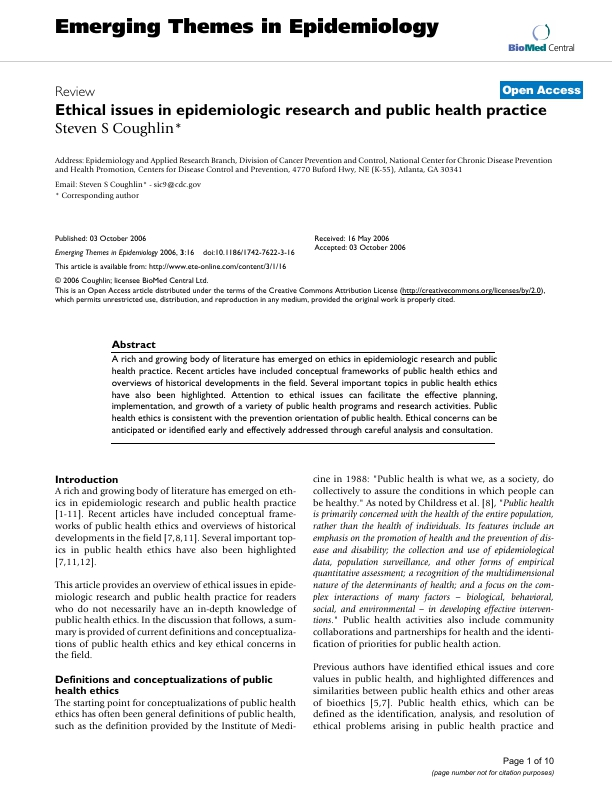 Emerging Themes in Epidemiology
BioMed Central
Review
Open Access
Ethical issues in epidemiologic research and public health practice
Steven S Coughlin*
Address: Epidemiology and Applied Research Branch, Division of Cancer Prevention and Control, National Center for Chronic Disease Prevention
and Health Promotion, Centers for Disease Control and Prevention, 4770 Buford Hwy, NE (K-55), Atlanta, GA 30341
Email: Steven S Coughlin* - sic9@cdc.gov
* Corresponding author
Published: 03 October 2006
Emerging Themes in Epidemiology 2006, 3:16 doi:10.1186/1742-7622-3-16
This article is available from: http://www.ete-online.com/content/3/1/16
Received: 16 May 2006
Accepted: 03 October 2006
© 2006 Coughlin; licensee BioMed Central Ltd.
This is an Open Access article distributed under the terms of the Creative Commons Attribution License (http://creativecommons.org/licenses/by/2.0),
which permits unrestricted use, distribution, and reproduction in any medium, provided the original work is properly cited.
Abstract
A rich and growing body of literature has emerged on ethics in epidemiologic research and public
health practice. Recent articles have included conceptual frameworks of public health ethics and
overviews of historical developments in the field. Several important topics in public health ethics
have also been highlighted. Attention to ethical issues can facilitate the effective planning,
implementation, and growth of a variety of public health programs and research activities. Public
health ethics is consistent with the prevention orientation of public health. Ethical concerns can be
anticipated or identified early and effectively addressed through careful analysis and consultation.
Introduction
A rich and growing body of literature has emerged on eth-
ics in epidemiologic research and public health practice
[1-11]. Recent articles have included conceptual frame-
works of public health ethics and overviews of historical
developments in the field [7,8,11]. Several important top-
ics in public health ethics have also been highlighted
[7,11,12].
This article provides an overview of ethical issues in epide-
miologic research and public health practice for readers
who do not necessarily have an in-depth knowledge of
public health ethics. In the discussion that follows, a sum-
mary is provided of current definitions and conceptualiza-
tions of public health ethics and key ethical concerns in
the field.
Definitions and conceptualizations of public
health ethics
The starting point for conceptualizations of public health
ethics has often been general definitions of public health,
such as the definition provided by the Institute of Medi-
cine in 1988: "Public health is what we, as a society, do
collectively to assure the conditions in which people can
be healthy." As noted by Childress et al. [8], "Public health
is primarily concerned with the health of the entire population,
rather than the health of individuals. Its features include an
emphasis on the promotion of health and the prevention of dis-
ease and disability; the collection and use of epidemiological
data, population surveillance, and other forms of empirical
quantitative assessment; a recognition of the multidimensional
nature of the determinants of health; and a focus on the com-
plex interactions of many factors – biological, behavioral,
social, and environmental – in developing effective interven-
tions." Public health activities also include community
collaborations and partnerships for health and the identi-
fication of priorities for public health action.
Previous authors have identified ethical issues and core
values in public health, and highlighted differences and
similarities between public health ethics and other areas
of bioethics [5,7]. Public health ethics, which can be
defined as the identification, analysis, and resolution of
ethical problems arising in public health practice and
Page 1 of 10
(page number not for citation purposes)